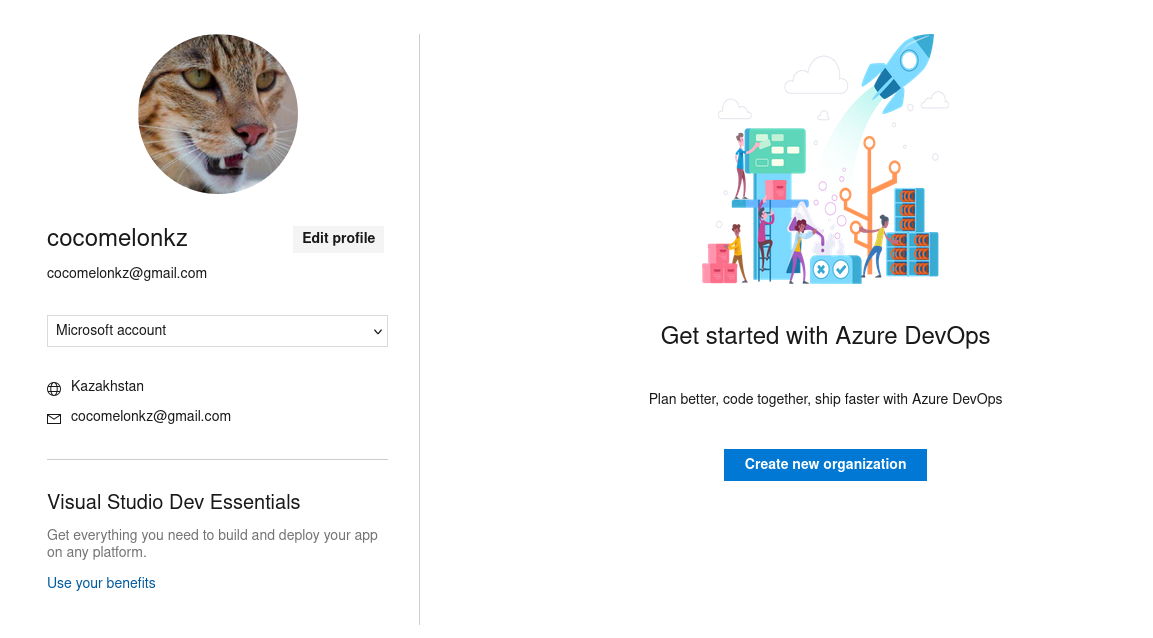 cocomelonkz
Edit profile
cocomelonkz@gmail.com
Microsoft account
Kazakhstan
cocomelonkz@gmail.com
Visual Studio Dev Essentials
Get everything you need to build and deploy your app
on any platform.
Use your benefits
Get started with Azure DevOps
Plan better, code together, ship faster with Azure DevOps
Create new organization